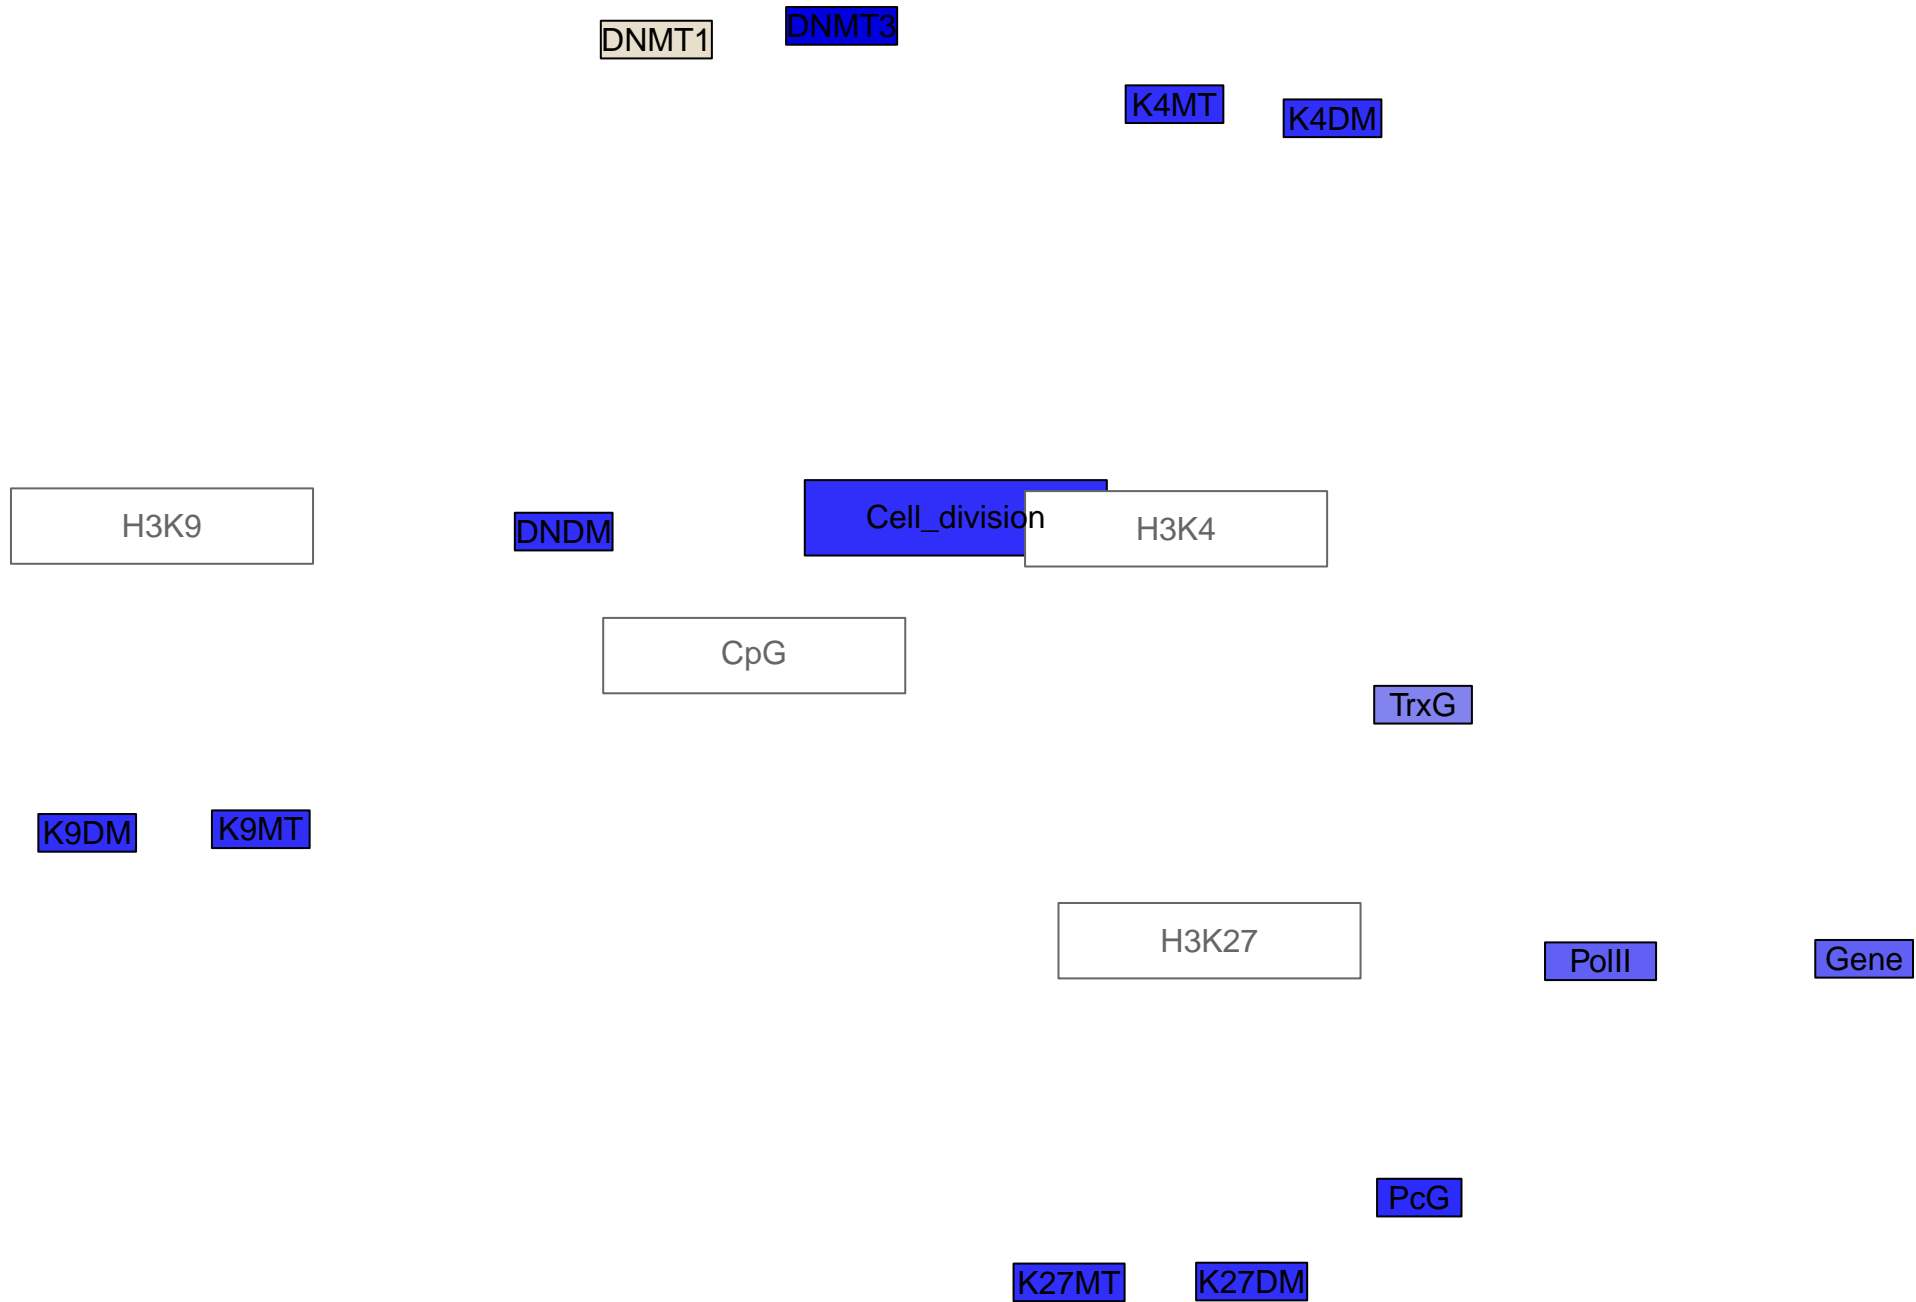 DNMT1
DNMT3
K4MT
K4DM
H3K9
DNDM
Cell_division
H3K4
CpG
TrxG
K9DM
K9MT
H3K27
PolII
Gene
PcG
K27MT
K27DM